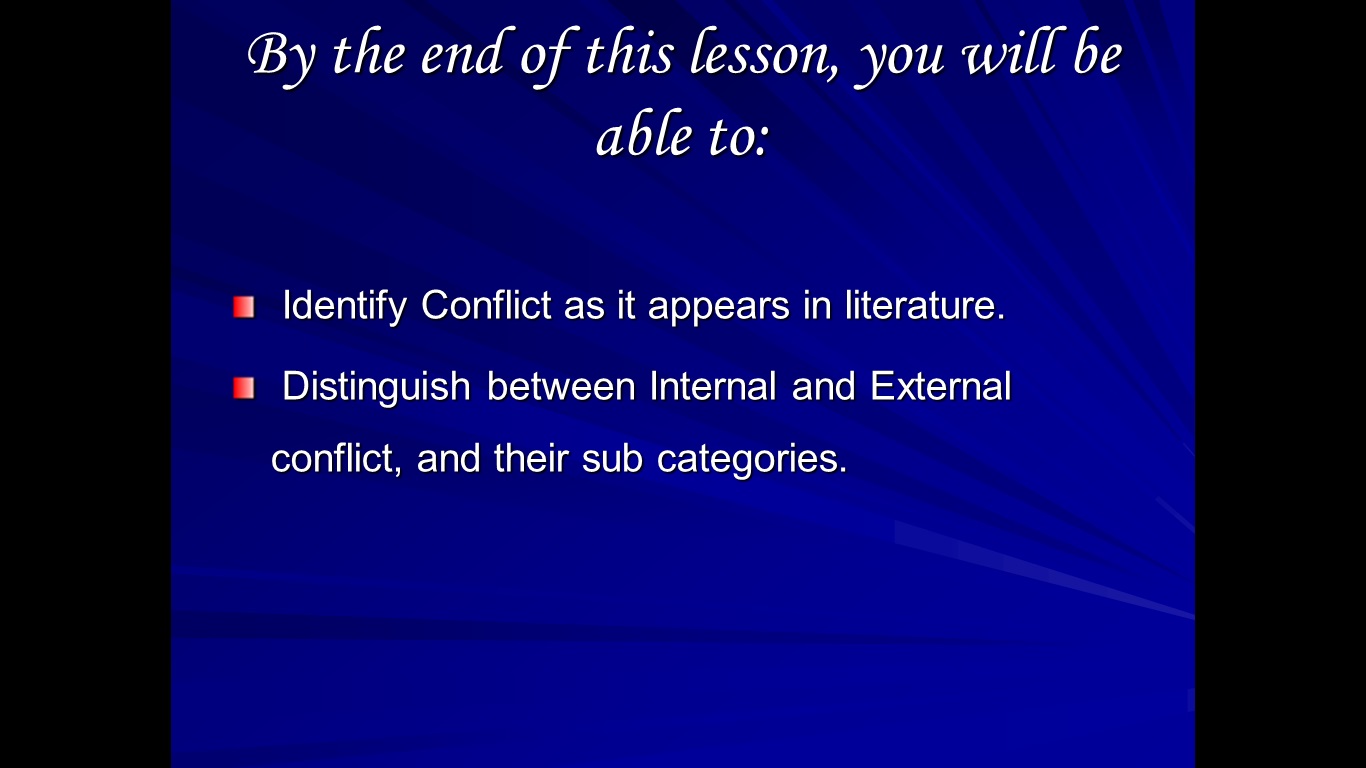 By the end of this lesson, you will be
able to:
Identify Conflict as it appears in literature.
Distinguish between Internal and External
conflict, and their sub categories.